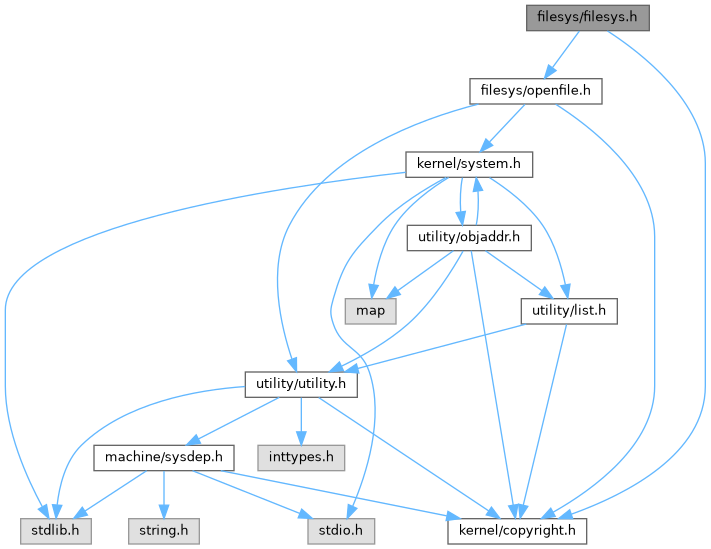 filesys/filesys.h
filesys/openfile.h
kernel/system.h
utility/objaddr.h
map
utility/list.h
utility/utility.h
machine/sysdep.h
inttypes.h
stdlib.h
string.h
stdio.h
kernel/copyright.h